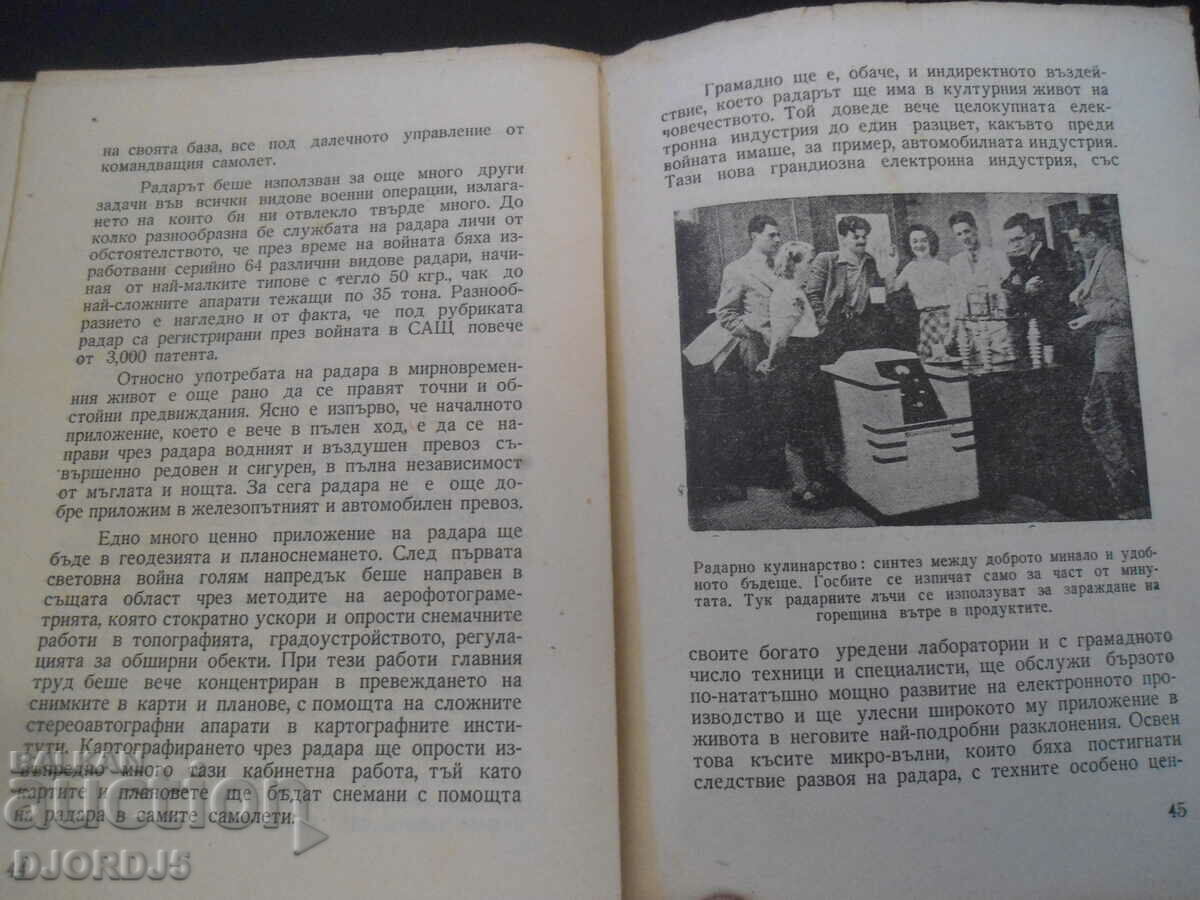 на своята база, все под далечното управление от
командващия самолет.
Радарът беше използван за още много други
задачи във всички видове военни операции, излага-
нето на които би ни отвлекло твърде много. До
колко разнообразна бе службата на радара личи от
обстоятелството, че през време на войната бяха из-
работвани серийно 64 различни видове радари, начи-
ная от най-малките типове с тегло 50 кгр., чак до
най-сложните апарати тежащи по 35 тона. Разнооб-
разието е нагледно и от факта, че под рубриката
радар са регистрирани през войната в САЩ повече
от 3,000 патента.
Относно употребата на радара в мирновремен-
ния живот е още рано да се правят точни и об-
стойни предвиждания. Ясно е изпърво, че началното
приложение, което е вече в пълен ход, е да се на-
прави чрез радара водният и въздушен превоз съ-
вършенно редовен и сигурен, в пълна независимост
от мъглата и нощта. За сега радара не е още до-
бре приложим в железопътният и автомобилен превоз.
Едно много ценно приложение на радара ще
бъде в геодезията и планоснемането. След първата
световна война голям напредък беше направен в
същата област чрез методите на аерофотограме-
трията, която стократно ускори и опрости снемачните
работи в топографията, градоустройството, регула-
цията за обширни обекти. При тези работи главния
труд беше вече концентриран в превеждането на
снимките в карти и планове, с помощта на сложните
стереоавтографни апарати в картографните инсти-
тути. Картографирането чрез радара ще опрости из-
вънредно много тази кабинетна работа, тъй като
картите и плановете ще бъдат снемани с помощта
на радара в самите самолети.
44
BALKAN
auction
DJORDJ5
Грамадно ще е, обаче, и индиректното въздей-
ствие, което радарът ще има в културния живот на
човечеството. Той доведе вече целокупната елек-
тронна индустрия до един разцвет, какъвто преди
войната имаше, за пример, автомобилната индустрия.
Тази нова грандиозна електронна индустрия, със
Радарно кулинарство: синтез между доброто минало и удоб-
ното бъдеще. Гозбите се изпичат само за част от мину-
тата. Тук радарните лъчи се използуват за зараждане на
горещина вътре в продуктите.
своите богато уредени лаборатории и с грамадното
число техници и специалисти, ще обслужи бързото
по-нататъшно мощно развитие на електронното про-
изводство и ще улесни широкото му приложение в
живота в неговите най-подробни разклонения. Освен
това късите микро-вълни, които бяха постигнати
следствие развоя на радара, с техните особено цен-
45